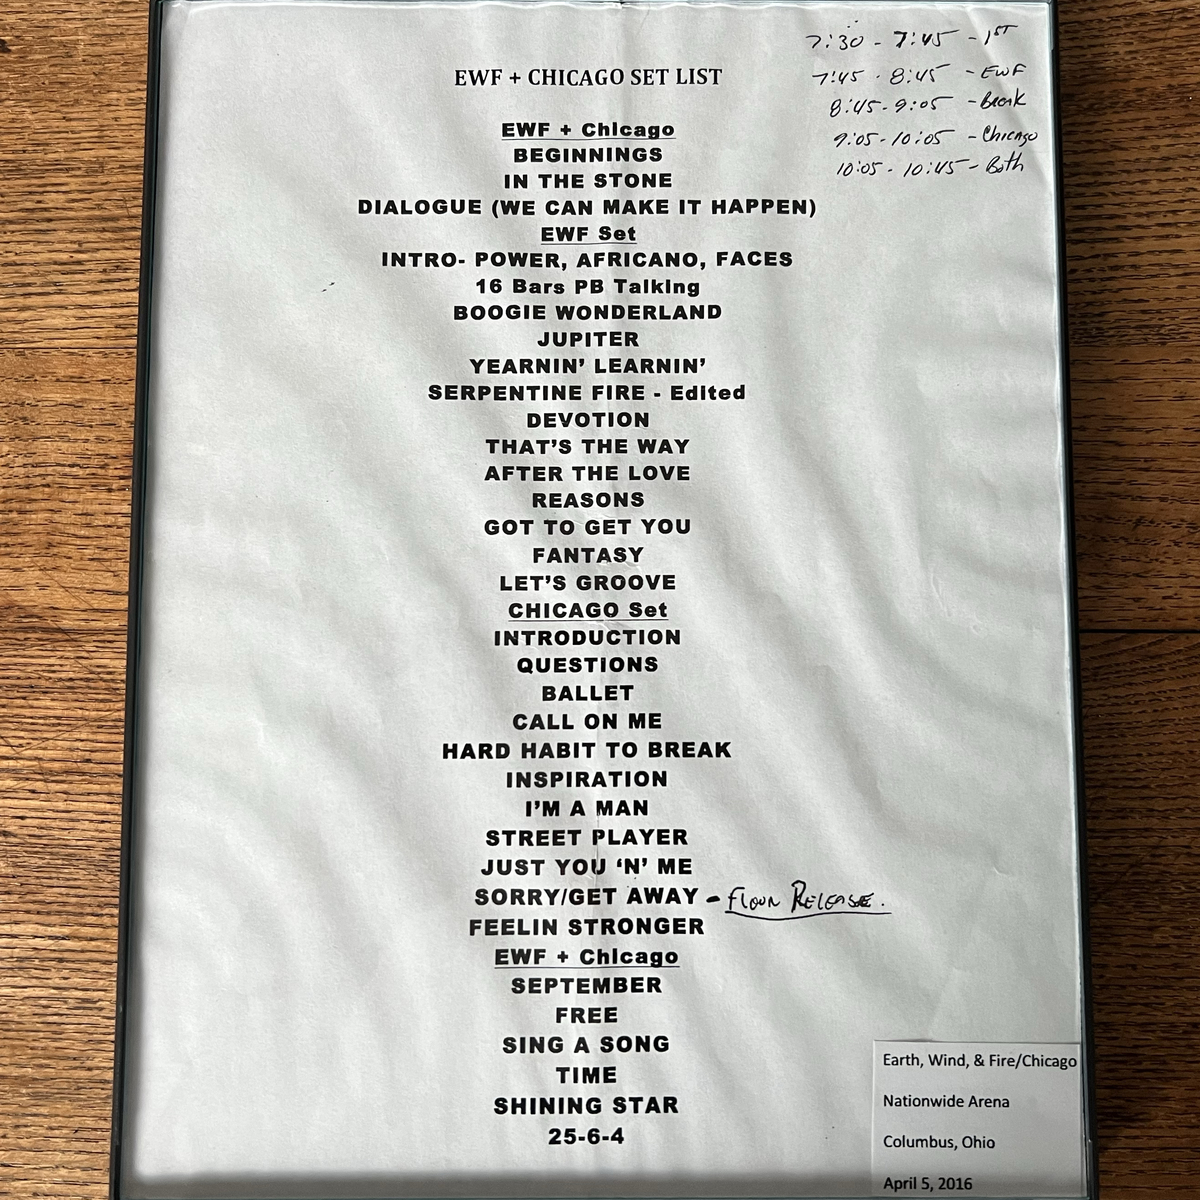 EWF + CHICAGO SET LIST
7:30 - 7:45 - 1ST
7:45 - 8:45 - EWF
8:45 - 9:05 - Break
9:05 - 10:05 - Chicago
10:05 - 10:45 - Both
EWF + Chicago
BEGINNINGS
IN THE STONE
DIALOGUE (WE CAN MAKE IT HAPPEN)
EWF Set
INTRO- POWER, AFRICANO, FACES
16 Bars PB Talking
BOOGIE WONDERLAND
JUPITER
YEARNIN’ LEARNIN’
SERPENTINE FIRE - Edited
DEVOTION
THAT’S THE WAY
AFTER THE LOVE
REASONS
GOT TO GET YOU
FANTASY
LET’S GROOVE
CHICAGO Set
INTRODUCTION
QUESTIONS
BALLET
CALL ON ME
HARD HABIT TO BREAK
INSPIRATION
I’M A MAN
STREET PLAYER
JUST YOU ‘N’ ME
SORRY/GET AWAY - FLOOR RELEASE.
FEELIN STRONGER
EWF + Chicago
SEPTEMBER
FREE
SING A SONG
TIME
SHINING STAR
25-6-4
Earth, Wind, & Fire/Chicago
Nationwide Arena
Columbus, Ohio
April 5, 2016